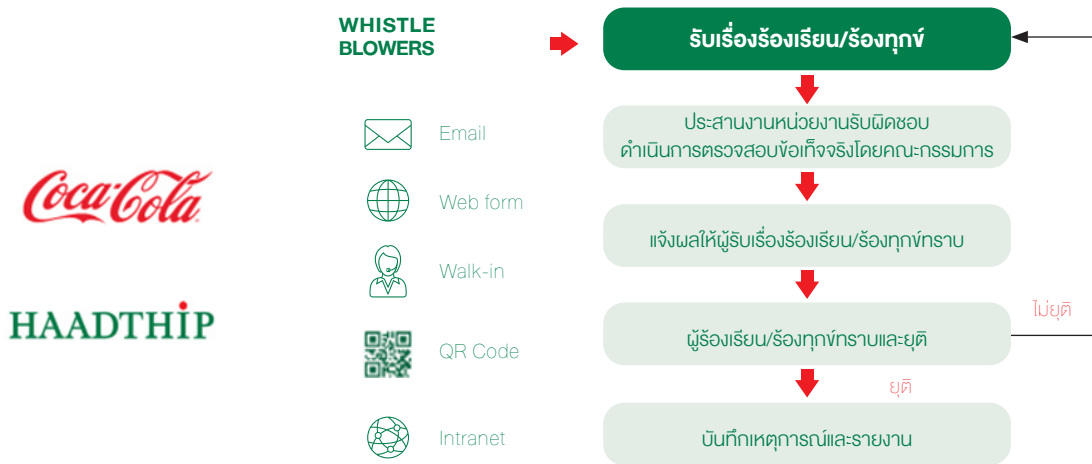 WHISTLE
BLOWERS
Email
Web form
Walk-in
QR Code
Intranet
Coca-Cola
HAADTHIP
รับเรื่องร้องเรียน/ร้องทุกข์
ประสานงานหน่วยงานรับผิดชอบ
ดำเนินการตรวจสอบข้อเท็จจริงโดยคณะกรรมการ
แจ้งผลให้ผู้รับเรื่องร้องเรียน/ร้องทุกข์ทราบ
ผู้ร้องเรียน/ร้องทุกข์ทราบและยุติ
ไม่ยุติ
ยุติ
บันทึกเหตุการณ์และรายงาน